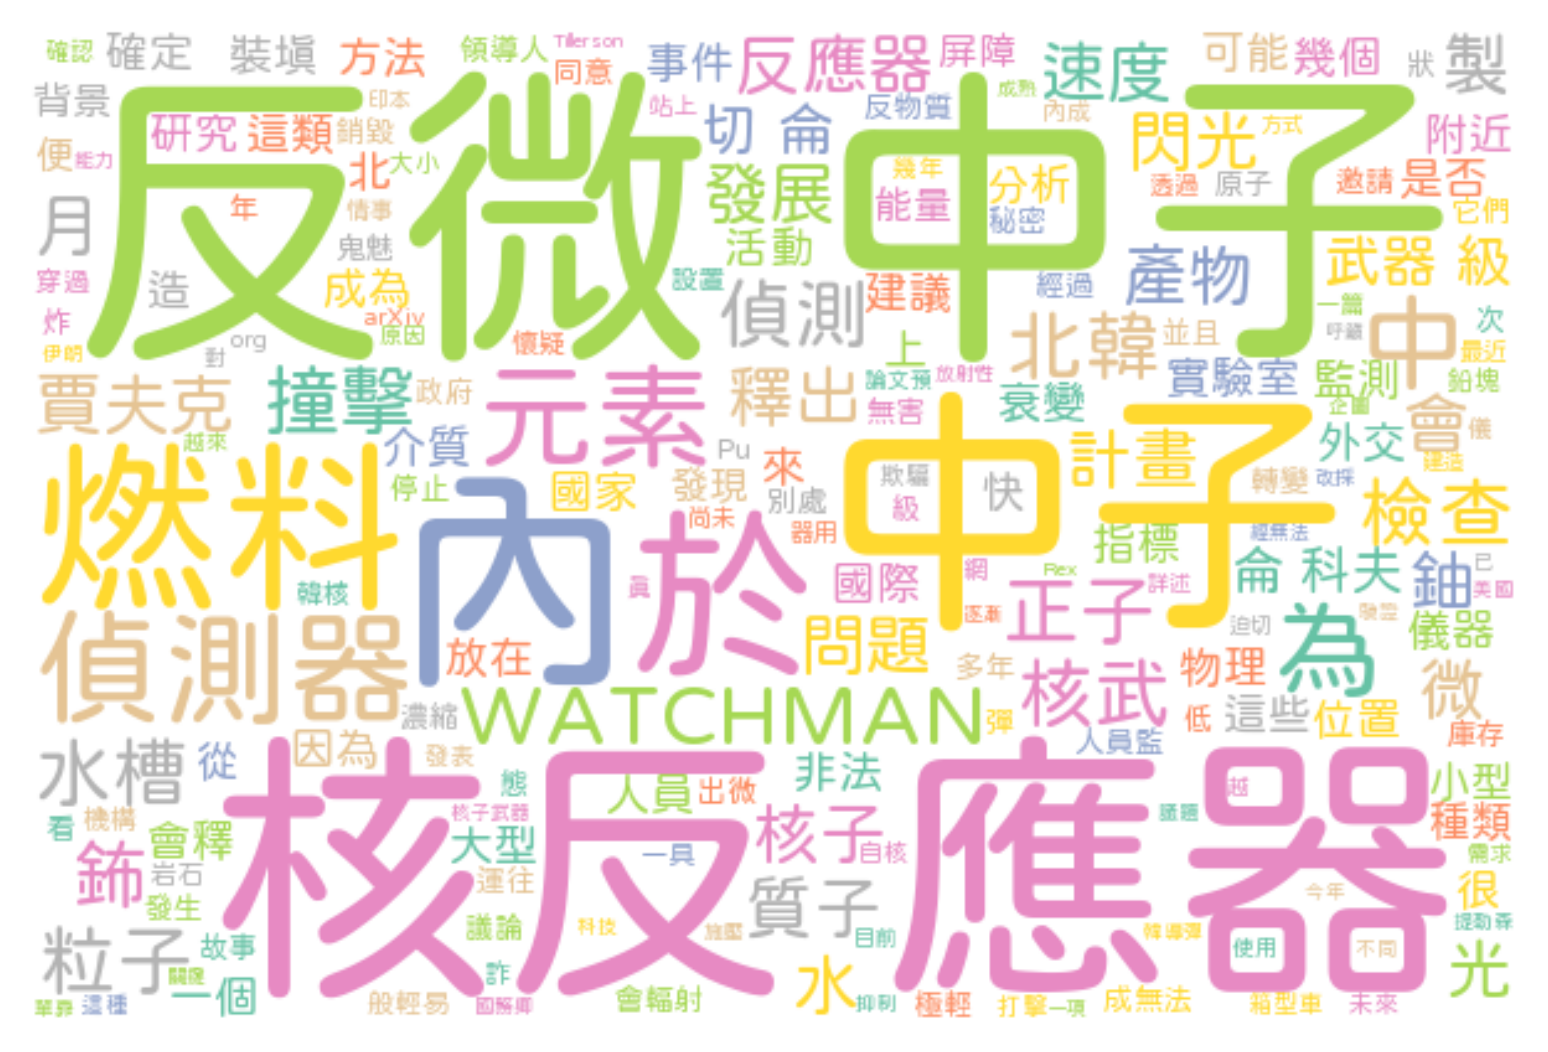 確認 確定 裝塡 方法 領導人 Tillerson 同意 事件 反應器 屏障 速度 可能 幾個 狀 製
背景 印本 站上 切 侖 反物質 成熟 內成 閃光 方式 附近
反微中子
便 能力 研究 這類 銷毀 北 大小 發展 幾年 能量 分析 秘密 透過 原子 邀請 是否 它們
月 年 情事 鬼魅 活動 產物 武器 級
穿過 造 成為 設置 偵測 建議 經過 一篇 中 次
炸 arXiv 原因 懷疑 上 北韓 並且 呼籲 最近
伊朗 對 org
賈夫克 撞擊 政府 元素 釋出 論文預 放射性 無害 衰變 實驗室 監測 企圖 鉛塊
越來 介質 Pu 來 中子 計畫 外交 會 儀
燃料 停止 國家 發現 別處 欺騙 快 級 轉變 改採 建造 檢查
內 於 尚未 器用 指標 經無法
韓核 國際 網 Rex 正子 詳述 侖 科夫 鈾 已 美國
偵測器 放在 問題 逐漸 迫切 為 儀器
濃縮 WATCHMAN 多年 彈 核武 物理 低 這些 位置 微 庫存
水槽 從 因為 發表 態 人員 出微 非法 人員監 小型
核反應器
看 機構 會釋 核子武器 大型 一具 核子 自核 越 種類
鈽 岩石 發生 運往 質子 今年 需求 很
粒子 故事 議論 科技 施壓 目前 韓導彈 使用 不同 提勒森
關鍵 一個 詐 水 光
單靠 這種 般輕易 國務卿 會輻射 抑制 極輕 打擊 一項 成無法 箱型車 未來